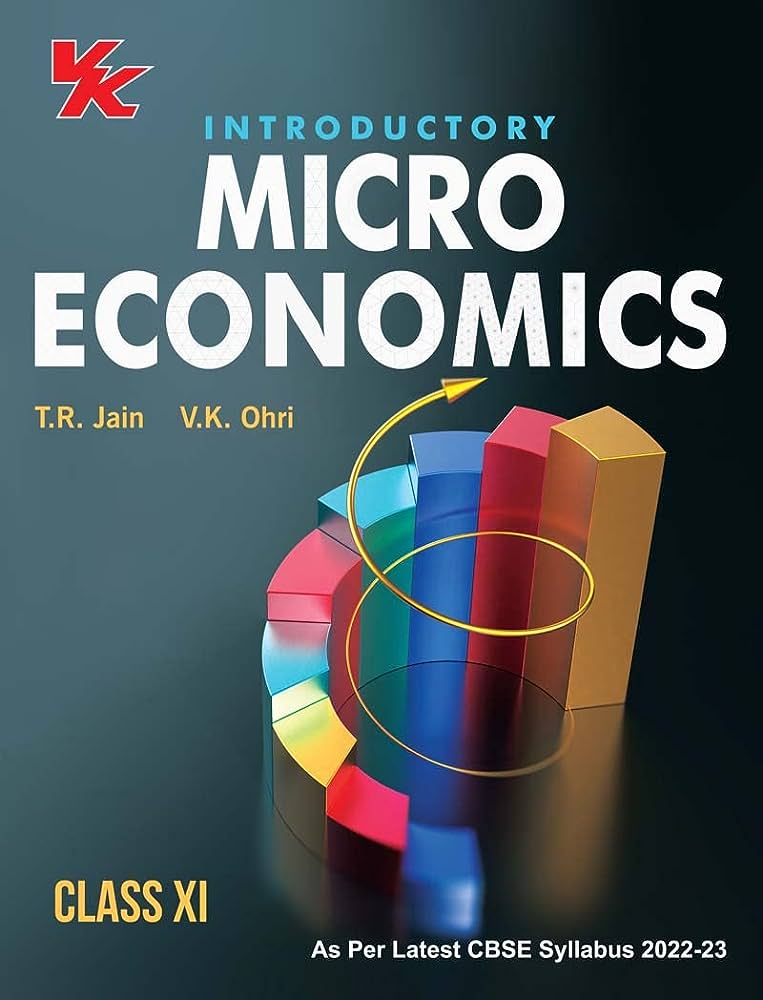 VK
INTRODUCTORY
MICRO
ECONOMICS
T.R. Jain V.K. Ohri
CLASS XI
As Per Latest CBSE Syllabus 2022-23